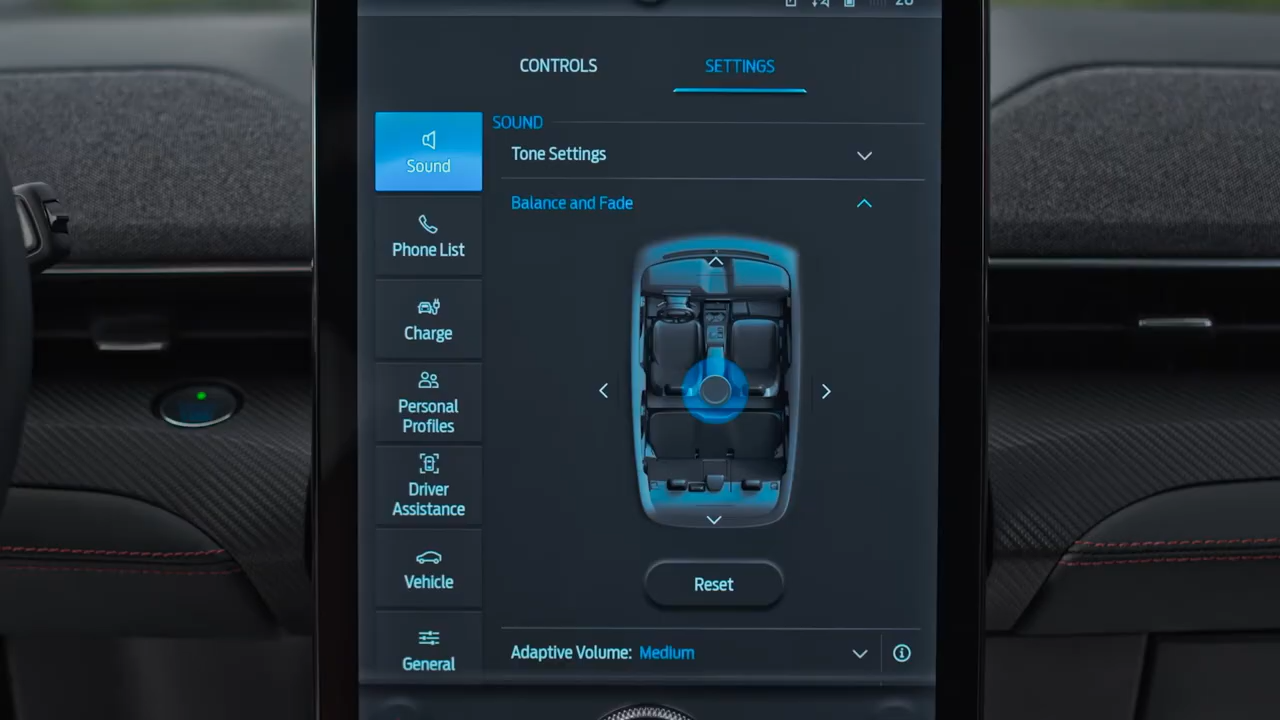 CONTROLS
SETTINGS
Sound
Phone List
Charge
Personal
Profiles
Driver
Assistance
Vehicle
General
SOUND
Tone Settings
Balance and Fade
Reset
Adaptive Volume: Medium